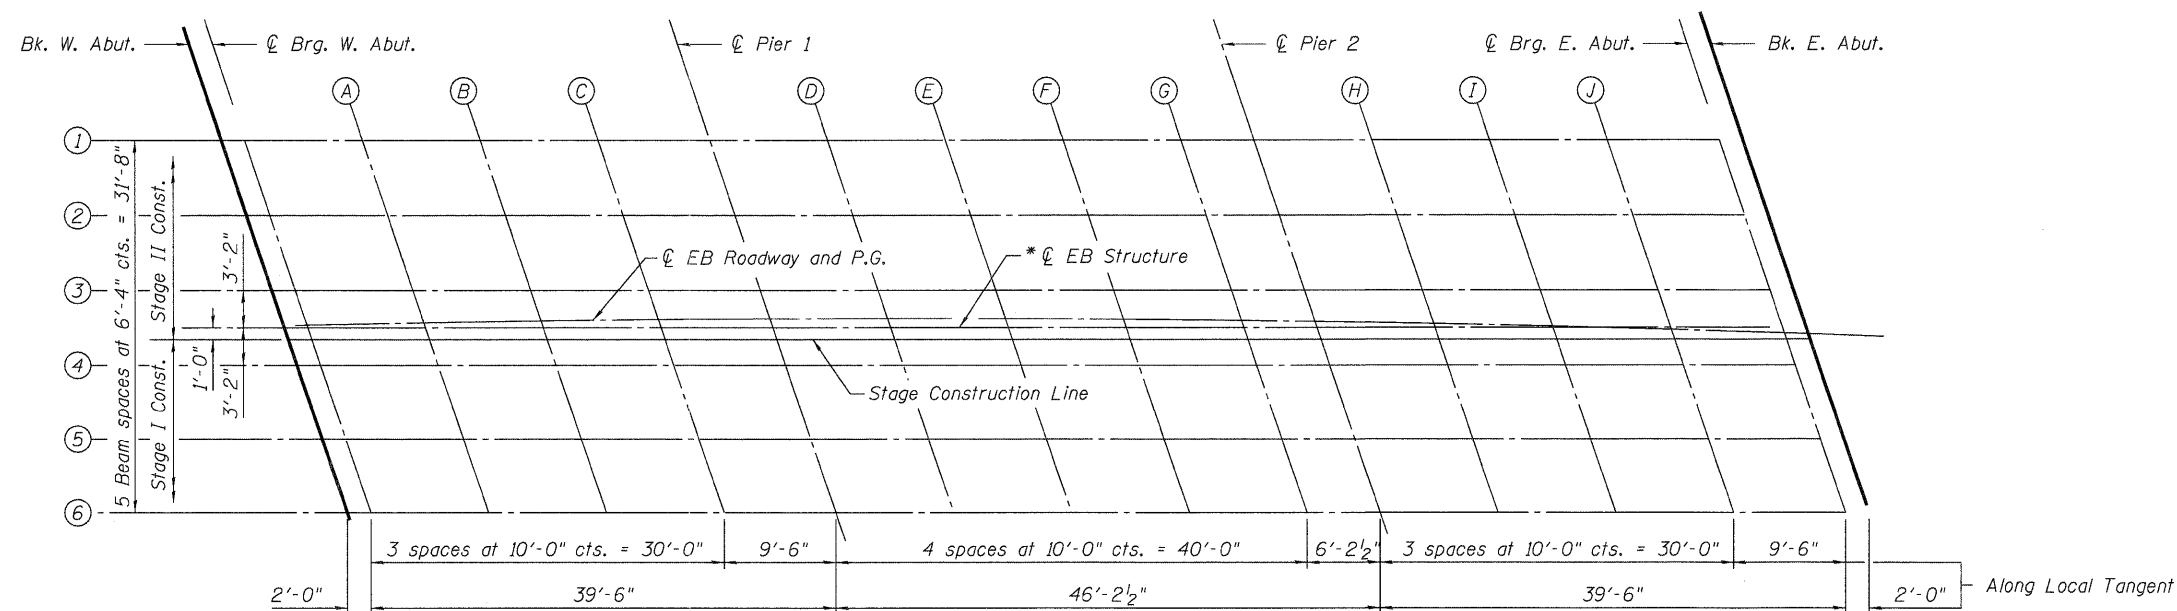 Bk. W. Abut.
℄ Brg. W. Abut.
℄ Pier 1
℄ Pier 2
℄ Brg. E. Abut.
Bk. E. Abut.
A
B
C
D
E
F
G
H
I
J
1
2
3
4
5
6
5 Beam spaces at 6'-4" cts. = 31'-8"
Stage II Const.
Stage I Const.
3'-2"
1'-0"
3'-2"
℄ EB Roadway and P.G.
* ℄ EB Structure
Stage Construction Line
3 spaces at 10'-0" cts. = 30'-0"
9'-6"
4 spaces at 10'-0" cts. = 40'-0"
6'-2½"
3 spaces at 10'-0" cts. = 30'-0"
9'-6"
2'-0"
39'-6"
46'-2½"
39'-6"
2'-0"
Along Local Tangent